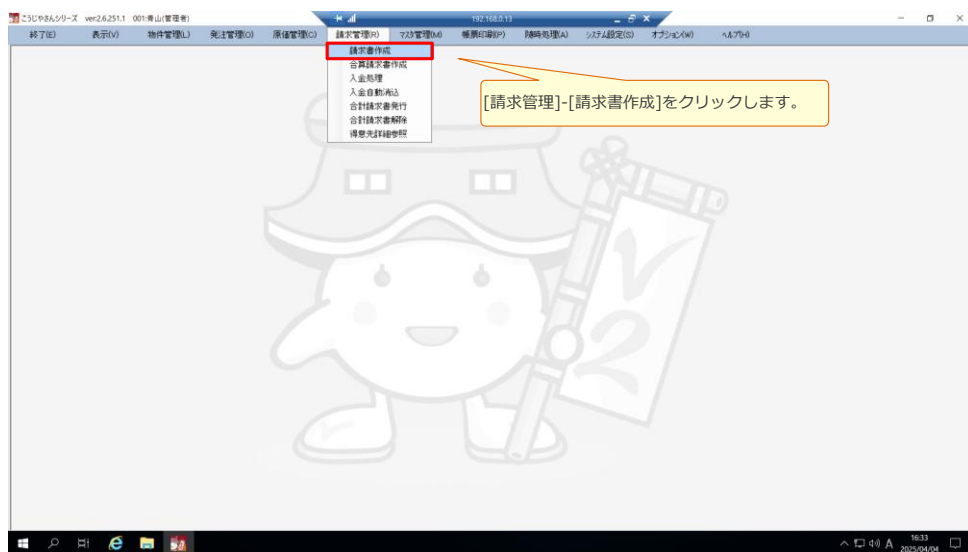 こうじやさんシリーズ ver2.6.251.1 001:青山(管理者)
192.168.0.13
終了(E) 表示(V) 物件管理(L) 発注管理(O) 原価管理(C) 請求管理(R) マスタ管理(M) 帳票印刷(P) 随時処理(A) システム設定(S) オプション(W) ヘルプ(H)
請求書作成
合算請求書作成
入金処理
入金自動消込
合計請求書発行
合計請求書解除
得意先詳細参照
[請求管理]-[請求書作成]をクリックします。
V2
A
16:33
2025/04/04